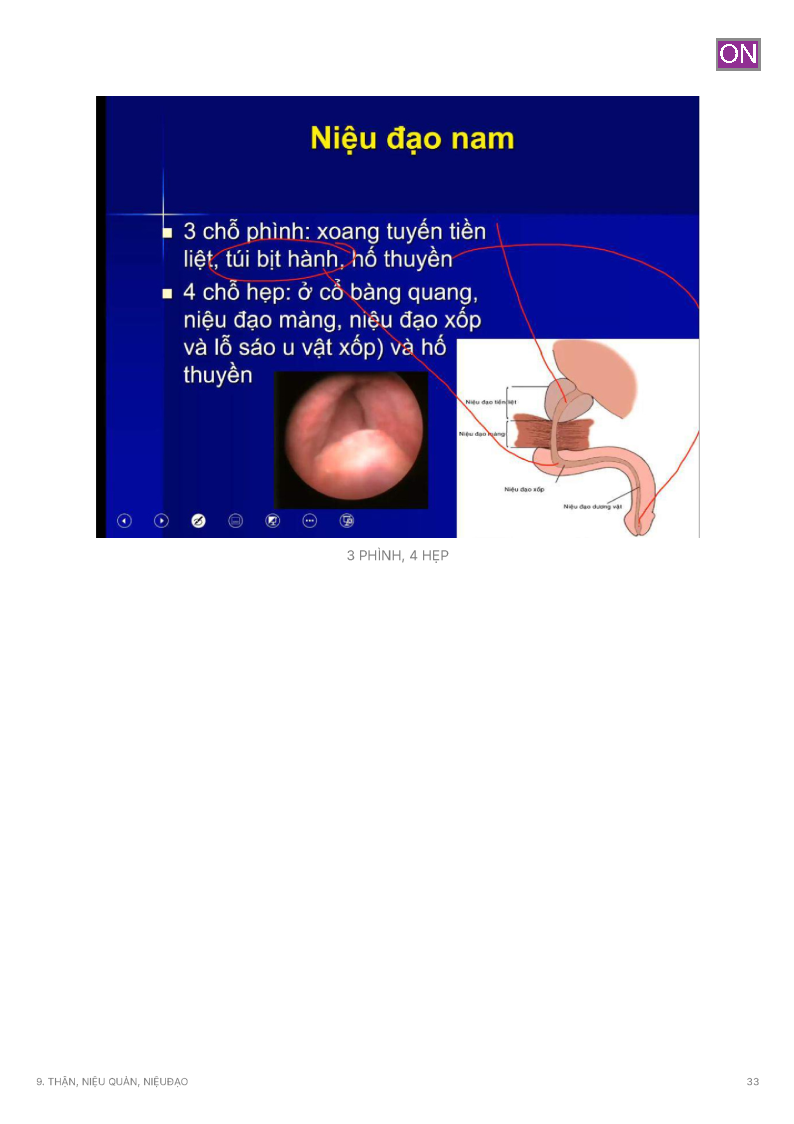 ON
Niệu đạo nam
3 chỗ phình: xoang tuyến tiền
liệt, túi bịt hành, hố thuyền
4 chỗ hẹp: ở cổ bàng quang,
niệu đạo màng, niệu đạo xốp
và lỗ sáo u vật xốp) và hố
thuyền
Niệu đạo tiền liệt
Niệu đạo màng
Niệu đạo xốp
Niệu đạo dương vật
3 PHÌNH, 4 HẸP
9. THẬN, NIỆU QUẢN, NIỆUĐẠO
33